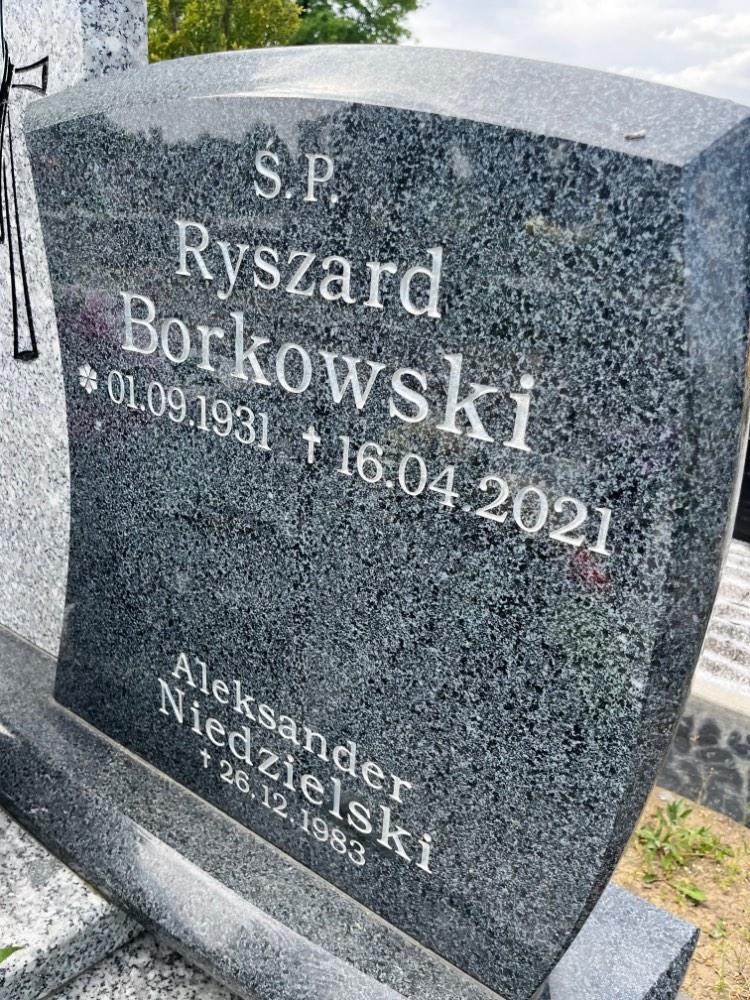 Ś.P.
Ryszard
Borkowski
✽ 01.09.1931 † 16.04.2021
Aleksander
Niedzielski
† 26.12.1983